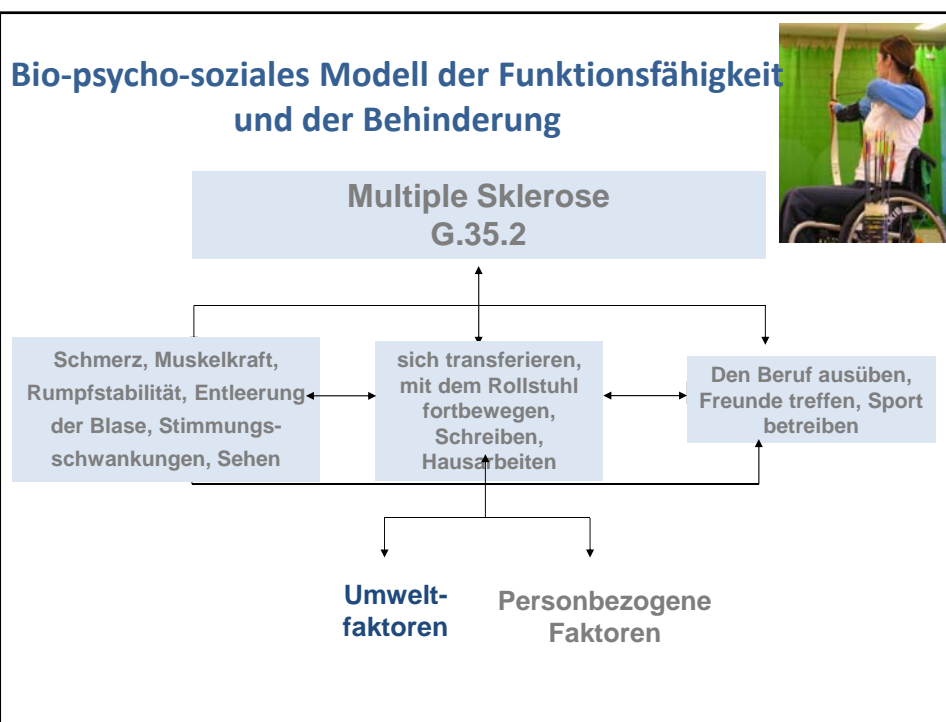 Bio-psycho-soziales Modell der Funktionsfähigkeit
und der Behinderung
Multiple Sklerose
G.35.2
Schmerz, Muskelkraft,
Rumpfstabilität, Entleerung
der Blase, Stimmungs-
schwankungen, Sehen
sich transferieren,
mit dem Rollstuhl
fortbewegen,
Schreiben,
Hausarbeiten
Den Beruf ausüben,
Freunde treffen, Sport
betreiben
Umwelt-
faktoren
Personbezogene
Faktoren